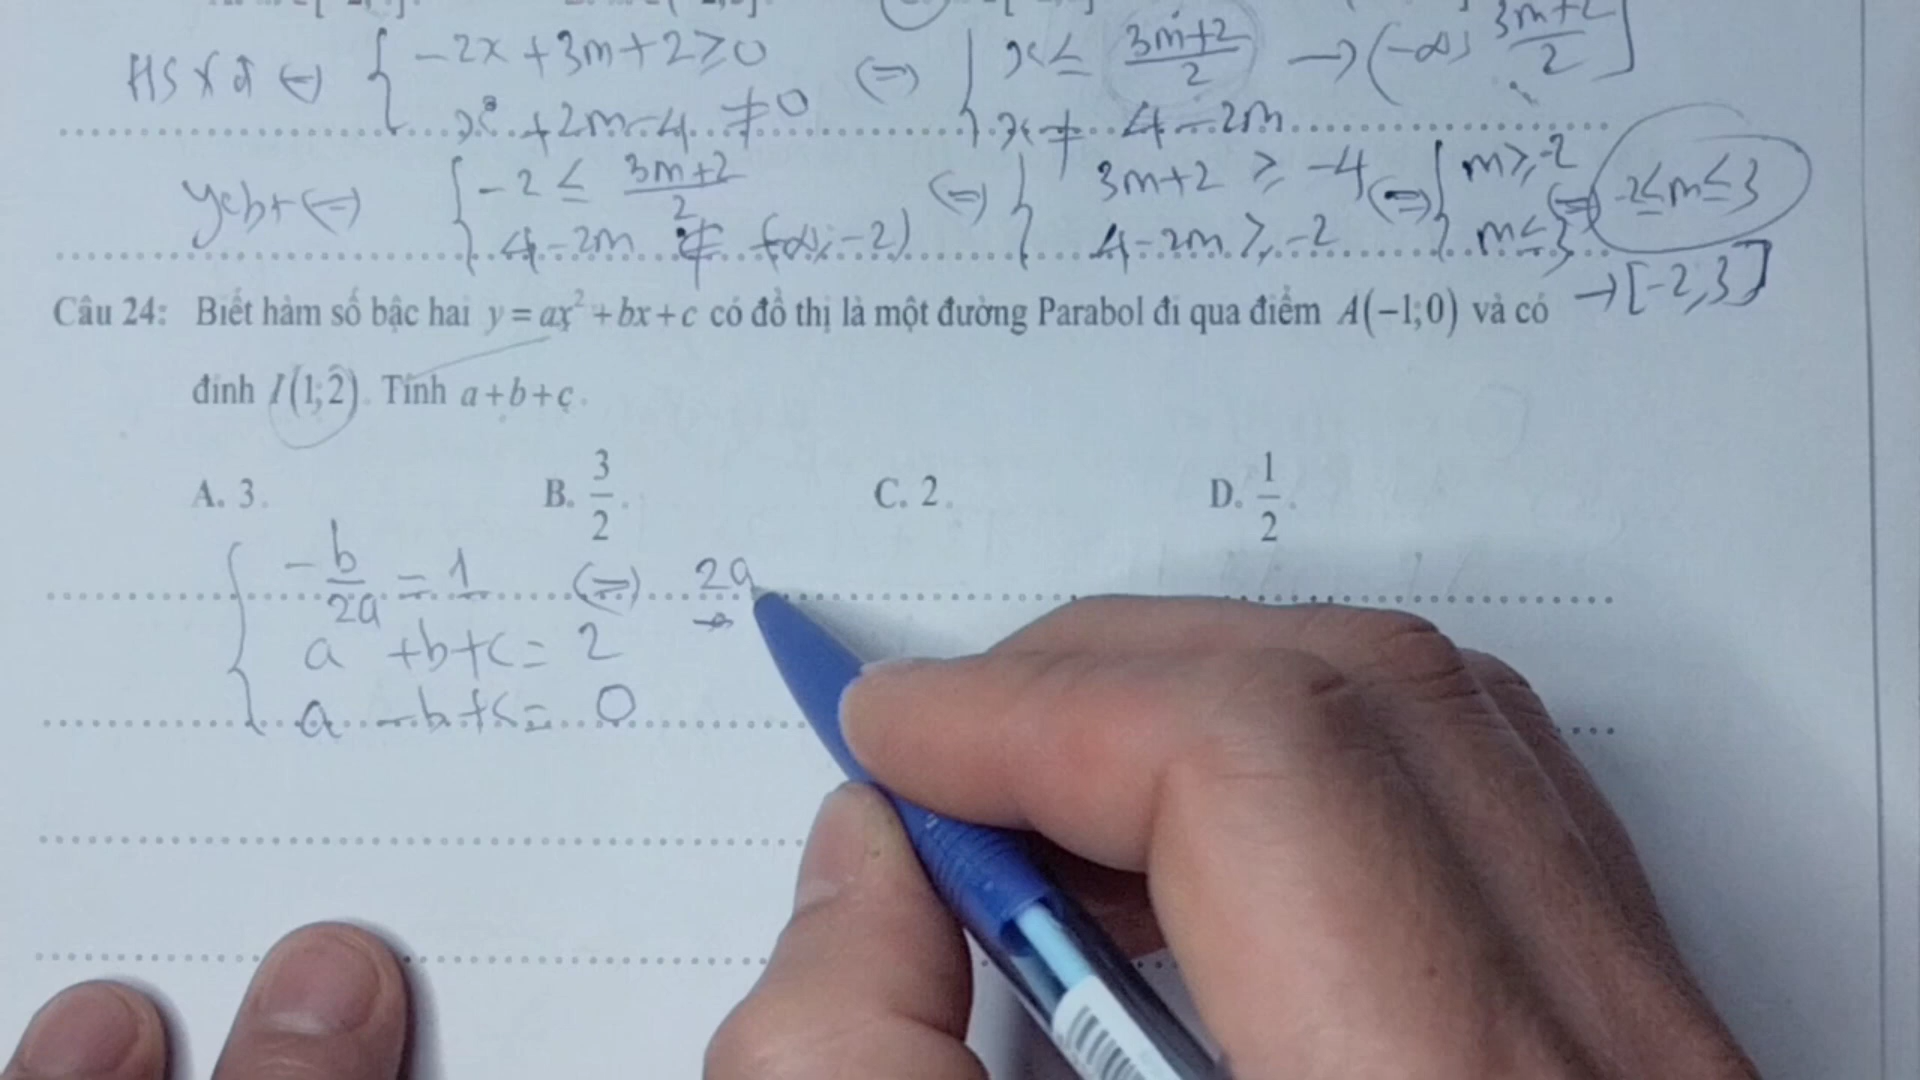 HSXĐ ⇔ { -2x + 3m + 2 ≥ 0 ⇔ { x ≤ (3m+2)/2 → (-∞; (3m+2)/2]
x + 2m - 4 ≠ 0 x ≠ 4 - 2m
ycbt ⇔ { -2 ≤ (3m+2)/2 ⇔ { 3m+2 ≥ -4 ⇔ { m ≥ -2 ⇔ -2 ≤ m ≤ 3
4 - 2m ∉ (-∞; -2) 4 - 2m ≥ -2 m ≤ 3
→ [-2; 3]
Câu 24: Biết hàm số bậc hai y = ax² + bx + c có đồ thị là một đường Parabol đi qua điểm A(-1;0) và có
đỉnh I(1;2). Tính a+b+c.
A. 3. B. 3/2. C. 2. D. 1/2.
{ -b/2a = 1 ⇔ 2a
a + b + c = 2
a - b + c = 0